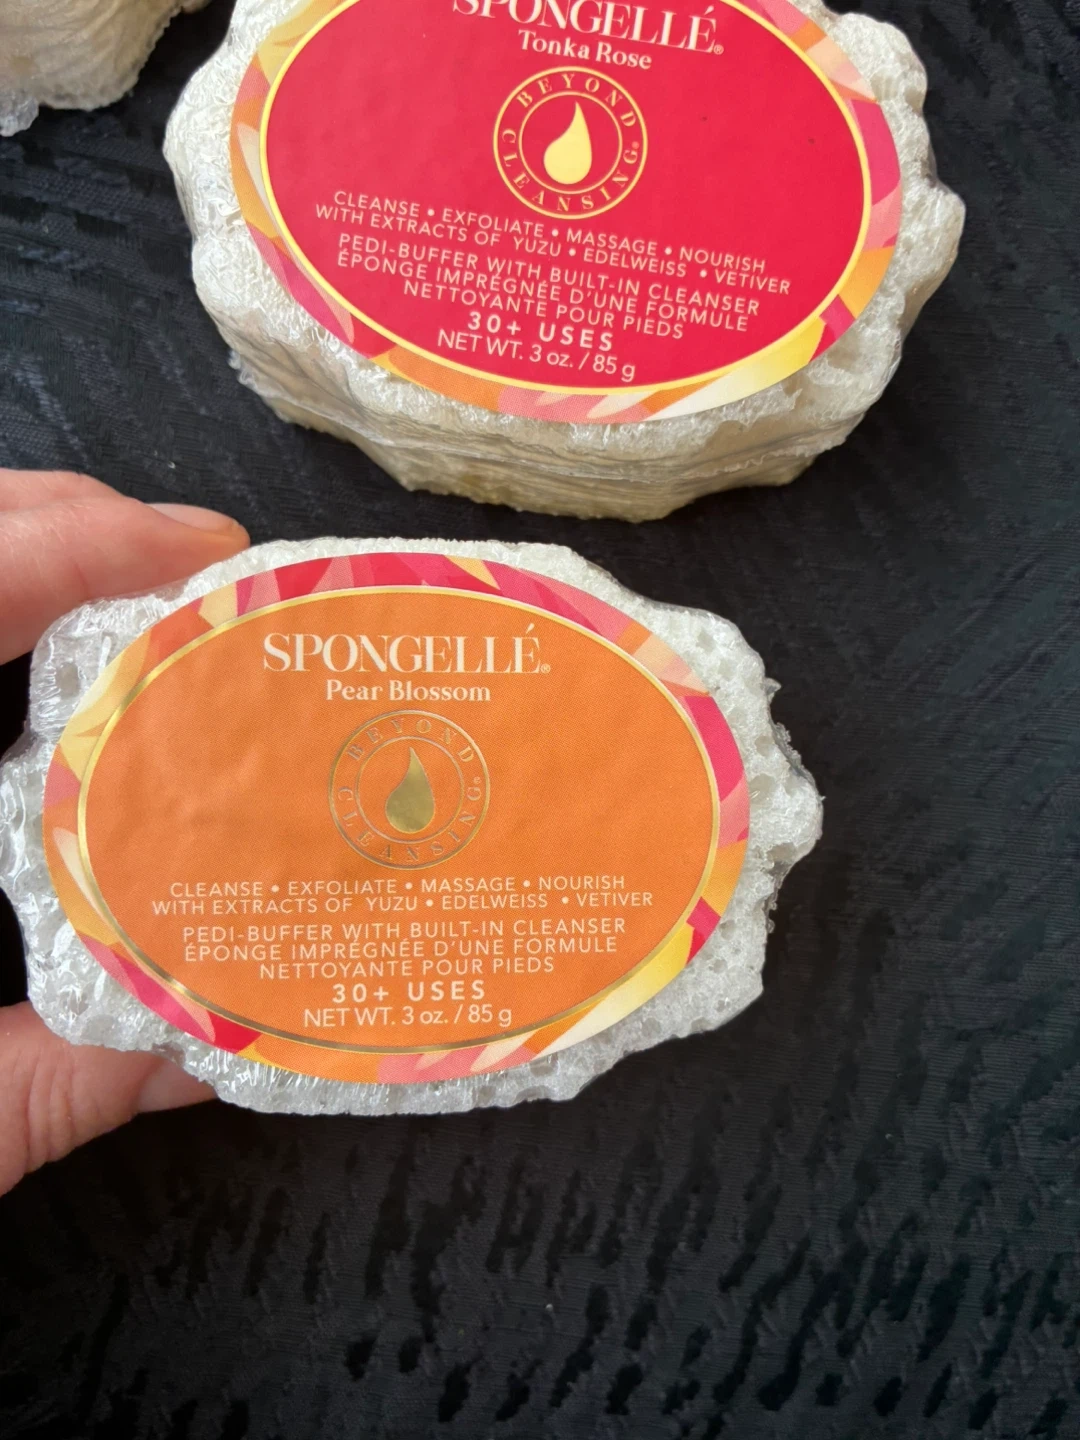 SPONGELLÉ®
Tonka Rose
BEYOND CLEANSING®
CLEANSE • EXFOLIATE • MASSAGE • NOURISH
WITH EXTRACTS OF YUZU • EDELWEISS • VETIVER
PEDI-BUFFER WITH BUILT-IN CLEANSER
ÉPONGE IMPRÉGNÉE D'UNE FORMULE
NETTOYANTE POUR PIEDS
30+ USES
NET WT. 3 oz. / 85 g
SPONGELLÉ®
Pear Blossom
BEYOND CLEANSING®
CLEANSE • EXFOLIATE • MASSAGE • NOURISH
WITH EXTRACTS OF YUZU • EDELWEISS • VETIVER
PEDI-BUFFER WITH BUILT-IN CLEANSER
ÉPONGE IMPRÉGNÉE D'UNE FORMULE
NETTOYANTE POUR PIEDS
30+ USES
NET WT. 3 oz. / 85 g